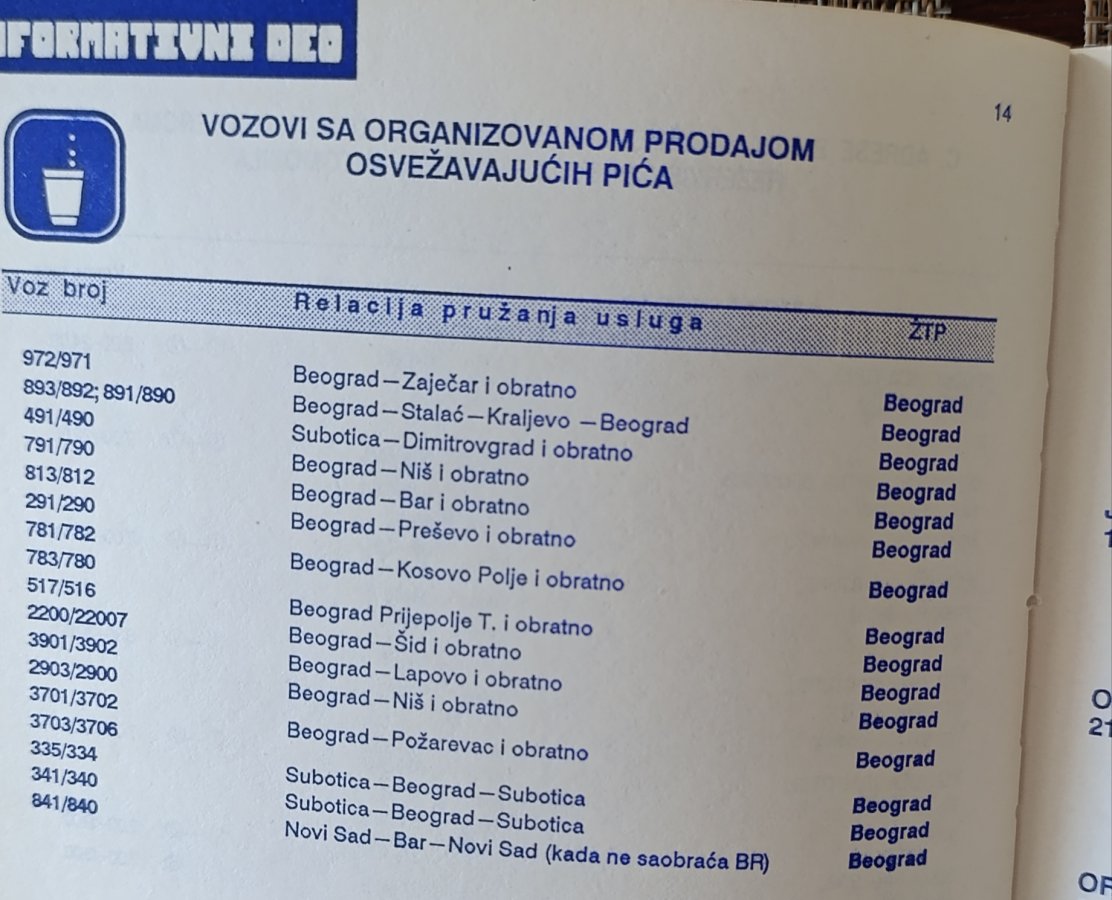 NFORMATIVNI DEO
14
VOZOVI SA ORGANIZOVANOM PRODAJOM
OSVEŽAVAJUĆIH PIĆA
Voz broj Relacija pružanja usluga ŽTP
972/971 Beograd—Zaječar i obratno Beograd
893/892; 891/890 Beograd—Stalać—Kraljevo —Beograd Beograd
491/490 Subotica—Dimitrovgrad i obratno Beograd
791/790 Beograd—Niš i obratno Beograd
813/812 Beograd—Bar i obratno Beograd
291/290 Beograd—Preševo i obratno Beograd
781/782
783/780 Beograd—Kosovo Polje i obratno Beograd
517/516 Beograd Prijepolje T. i obratno Beograd
2200/22007 Beograd—Šid i obratno Beograd
3901/3902 Beograd—Lapovo i obratno Beograd
2903/2900 Beograd—Niš i obratno Beograd
3701/3702
3703/3706 Beograd—Požarevac i obratno Beograd
335/334 Subotica—Beograd—Subotica Beograd
341/340 Subotica—Beograd—Subotica Beograd
841/840 Novi Sad—Bar—Novi Sad (kada ne saobraća BR) Beograd